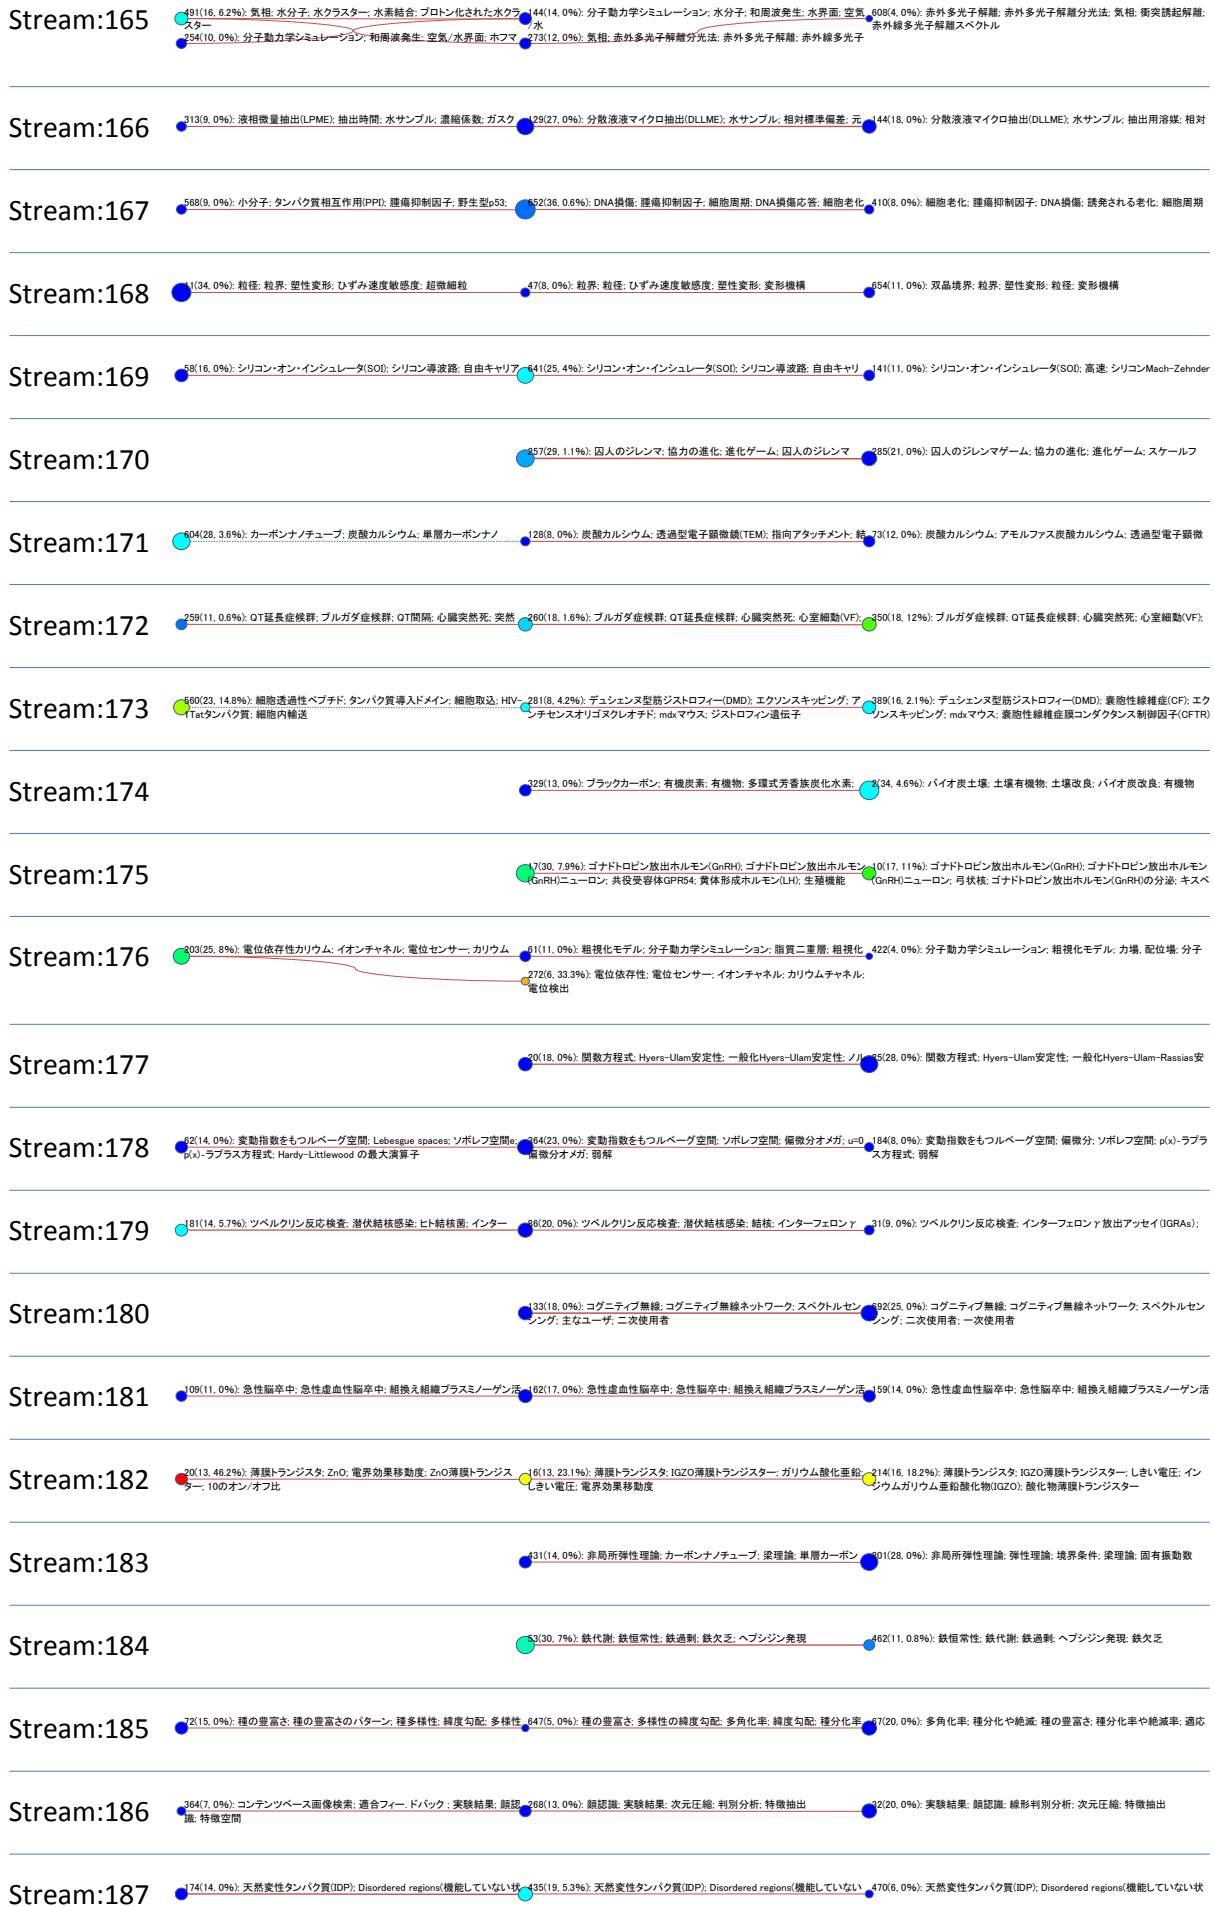 Stream:165
491(16, 6.2%): 気相; 水分子; 水クラスター; 水素結合; プロトン化された水クラ
スター
254(10, 0%): 分子動力学シミュレーション; 和周波発生; 空気/水界面; ホフマ
144(14, 0%): 分子動力学シミュレーション; 水分子; 和周波発生; 水界面; 空気
/水
273(12, 0%): 気相; 赤外多光子解離分光法; 赤外多光子解離; 赤外線多光子
608(4, 0%): 赤外多光子解離; 赤外多光子解離分光法; 気相; 衝突誘起解離;
赤外線多光子解離スペクトル
Stream:166
313(9, 0%): 液相微量抽出(LPME); 抽出時間; 水サンプル; 濃縮係数; ガスク
129(27, 0%): 分散液液マイクロ抽出(DLLME); 水サンプル; 相対標準偏差; 元
144(18, 0%): 分散液液マイクロ抽出(DLLME); 水サンプル; 抽出用溶媒; 相対
Stream:167
568(9, 0%): 小分子; タンパク質相互作用(PPI); 腫瘍抑制因子; 野生型p53;
652(36, 0.6%): DNA損傷; 腫瘍抑制因子; 細胞周期; DNA損傷応答; 細胞老化
410(8, 0%): 細胞老化; 腫瘍抑制因子; DNA損傷; 誘発される老化; 細胞周期
Stream:168
11(34, 0%): 粒径; 粒界; 塑性変形; ひずみ速度敏感度; 超微細粒
47(8, 0%): 粒界; 粒径; ひずみ速度敏感度; 塑性変形; 変形機構
654(11, 0%): 双晶境界; 粒界; 塑性変形; 粒径; 変形機構
Stream:169
58(16, 0%): シリコン・オン・インシュレータ(SOI); シリコン導波路; 自由キャリア
641(25, 4%): シリコン・オン・インシュレータ(SOI); シリコン導波路; 自由キャリ
141(11, 0%): シリコン・オン・インシュレータ(SOI); 高速; シリコンMach-Zehnder
Stream:170
257(29, 1.1%): 囚人のジレンマ; 協力の進化; 進化ゲーム; 囚人のジレンマ
285(21, 0%): 囚人のジレンマゲーム; 協力の進化; 進化ゲーム; スケールフ
Stream:171
604(28, 3.6%): カーボンナノチューブ; 炭酸カルシウム; 単層カーボンナノ
128(8, 0%): 炭酸カルシウム; 透過型電子顕微鏡(TEM); 指向アタッチメント; 結
73(12, 0%): 炭酸カルシウム; アモルファス炭酸カルシウム; 透過型電子顕微
Stream:172
259(11, 0.6%): QT延長症候群; ブルガダ症候群; QT間隔; 心臓突然死; 突然
260(18, 1.6%): ブルガダ症候群; QT延長症候群; 心臓突然死; 心室細動(VF);
350(18, 12%): ブルガダ症候群; QT延長症候群; 心臓突然死; 心室細動(VF);
Stream:173
560(23, 14.8%): 細胞透過性ペプチド; タンパク質導入ドメイン; 細胞取込; HIV-
1Tatタンパク質; 細胞内輸送
281(8, 4.2%): デュシェンヌ型筋ジストロフィー(DMD); エクソンスキッピング; ア
ンチセンスオリゴヌクレオチド; mdxマウス; ジストロフィン遺伝子
389(16, 2.1%): デュシェンヌ型筋ジストロフィー(DMD); 嚢胞性線維症(CF); エク
ソンスキッピング; mdxマウス; 嚢胞性線維症膜コンダクタンス制御因子(CFTR)
Stream:174
329(13, 0%): ブラックカーボン; 有機炭素; 有機物; 多環式芳香族炭化水素;
2(34, 4.6%): バイオ炭土壌; 土壌有機物; 土壌改良; バイオ炭改良; 有機物
Stream:175
17(30, 7.9%): ゴナドトロピン放出ホルモン(GnRH); ゴナドトロピン放出ホルモン
(GnRH)ニューロン; 共役受容体GPR54; 黄体形成ホルモン(LH); 生殖機能
10(17, 11%): ゴナドトロピン放出ホルモン(GnRH); ゴナドトロピン放出ホルモン
(GnRH)ニューロン; 弓状核; ゴナドトロピン放出ホルモン(GnRH)の分泌; キスペ
Stream:176
203(25, 8%): 電位依存性カリウム; イオンチャネル; 電位センサー; カリウム
61(11, 0%): 粗視化モデル; 分子動力学シミュレーション; 脂質二重層; 粗視化
272(6, 33.3%): 電位依存性; 電位センサー; イオンチャネル; カリウムチャネル;
電位検出
422(4, 0%): 分子動力学シミュレーション; 粗視化モデル; 力場, 配位場; 分子
Stream:177
20(18, 0%): 関数方程式; Hyers-Ulam安定性; 一般化Hyers-Ulam安定性; ノル
25(28, 0%): 関数方程式; Hyers-Ulam安定性; 一般化Hyers-Ulam-Rassias安
Stream:178
62(14, 0%): 変動指数をもつルベーグ空間; Lebesgue spaces; ソボレフ空間e;
p(x)-ラプラス方程式; Hardy-Littlewood の最大演算子
364(23, 0%): 変動指数をもつルベーグ空間; ソボレフ空間; 偏微分オメガ; u=0
偏微分オメガ; 弱解
184(8, 0%): 変動指数をもつルベーグ空間; 偏微分; ソボレフ空間; p(x)-ラプラ
ス方程式; 弱解
Stream:179
181(14, 5.7%): ツベルクリン反応検査; 潜伏結核感染; ヒト結核菌; インター
86(20, 0%): ツベルクリン反応検査; 潜伏結核感染; 結核; インターフェロンγ
31(9, 0%): ツベルクリン反応検査; インターフェロンγ放出アッセイ(IGRAs);
Stream:180
133(18, 0%): コグニティブ無線; コグニティブ無線ネットワーク; スペクトルセン
シング; 主なユーザ; 二次使用者
692(25, 0%): コグニティブ無線; コグニティブ無線ネットワーク; スペクトルセン
シング; 二次使用者; 一次使用者
Stream:181
109(11, 0%): 急性脳卒中; 急性虚血性脳卒中; 組換え組織プラスミノーゲン活
162(17, 0%): 急性虚血性脳卒中; 急性脳卒中; 組換え組織プラスミノーゲン活
159(14, 0%): 急性虚血性脳卒中; 急性脳卒中; 組換え組織プラスミノーゲン活
Stream:182
20(13, 46.2%): 薄膜トランジスタ; ZnO; 電界効果移動度; ZnO薄膜トランジス
ター; 10のオン/オフ比
16(13, 23.1%): 薄膜トランジスタ; IGZO薄膜トランジスター; ガリウム酸化亜鉛;
しきい電圧; 電界効果移動度
214(16, 18.2%): 薄膜トランジスタ; IGZO薄膜トランジスター; しきい電圧; イン
ジウムガリウム亜鉛酸化物(IGZO); 酸化物薄膜トランジスター
Stream:183
431(14, 0%): 非局所弾性理論; カーボンナノチューブ; 梁理論; 単層カーボン
201(28, 0%): 非局所弾性理論; 弾性理論; 境界条件; 梁理論; 固有振動数
Stream:184
53(30, 7%): 鉄代謝; 鉄恒常性; 鉄過剰; 鉄欠乏; ヘプシジン発現
462(11, 0.8%): 鉄恒常性; 鉄代謝; 鉄過剰; ヘプシジン発現; 鉄欠乏
Stream:185
72(15, 0%): 種の豊富さ; 種の豊富さのパターン; 種多様性; 緯度勾配; 多様性
647(5, 0%): 種の豊富さ; 多様性の緯度勾配; 多角化率; 緯度勾配; 種分化率
67(20, 0%): 多角化率; 種分化や絶滅; 種の豊富さ; 種分化率や絶滅率; 適応
Stream:186
364(7, 0%): コンテンツベース画像検索; 適合フィー.ドバック; 実験結果; 顔認
識; 特徴空間
268(13, 0%): 顔認識; 実験結果; 次元圧縮; 判別分析; 特徴抽出
32(20, 0%): 実験結果; 顔認識; 線形判別分析; 次元圧縮; 特徴抽出
Stream:187
174(14, 0%): 天然変性タンパク質(IDP); Disordered regions(機能していない状
435(19, 5.3%): 天然変性タンパク質(IDP); Disordered regions(機能していない
470(6, 0%): 天然変性タンパク質(IDP); Disordered regions(機能していない状